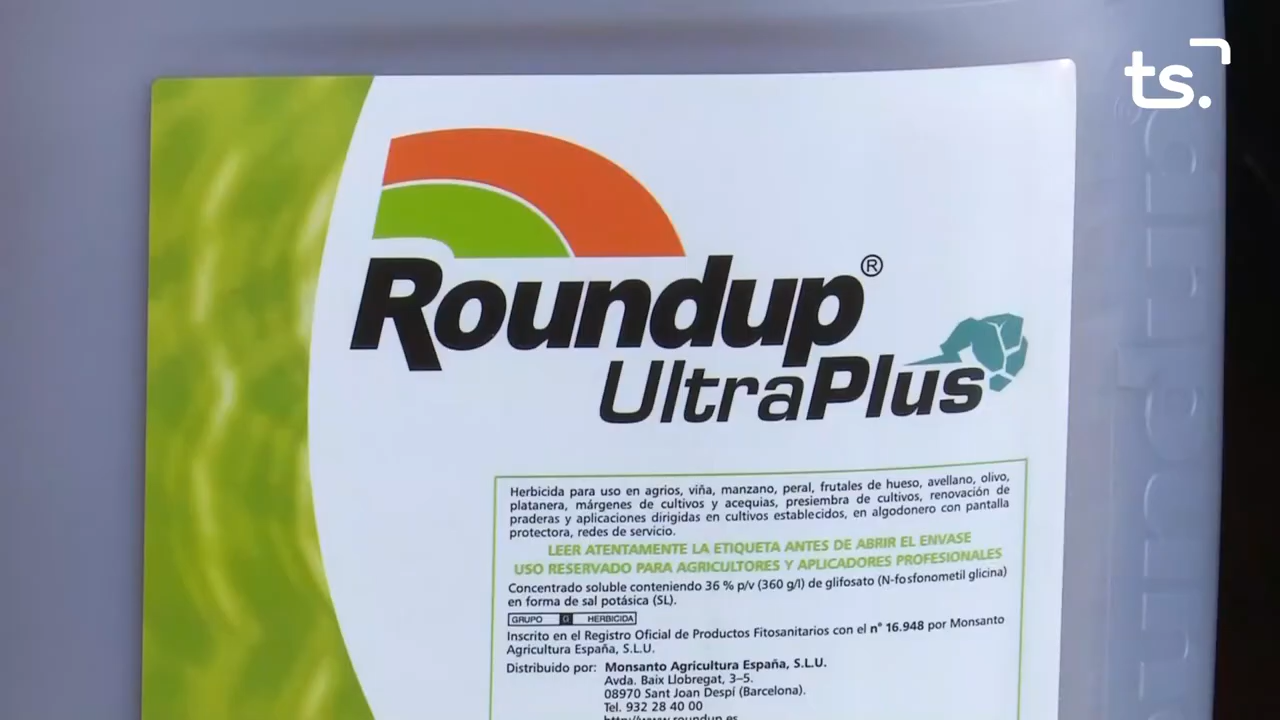 ts.
Roundup®
UltraPlus
Herbicida para uso en agrios, viña, manzano, peral, frutales de hueso, avellano, olivo,
platanera, márgenes de cultivos y acequias, presiembra de cultivos, renovación de
praderas y aplicaciones dirigidas en cultivos establecidos, en algodonero con pantalla
protectora, redes de servicio.
LEER ATENTAMENTE LA ETIQUETA ANTES DE ABRIR EL ENVASE
USO RESERVADO PARA AGRICULTORES Y APLICADORES PROFESIONALES
Concentrado soluble conteniendo 36 % p/v (360 g/l) de glifosato (N-fosfonometil glicina)
en forma de sal potásica (SL).
GRUPO G HERBICIDA
Inscrito en el Registro Oficial de Productos Fitosanitarios con el n° 16.948 por Monsanto
Agricultura España, S.L.U.
Distribuido por: Monsanto Agricultura España, S.L.U.
Avda. Baix Llobregat, 3–5.
08970 Sant Joan Despí (Barcelona).
Tel. 932 28 40 00
http://www.roundup.es